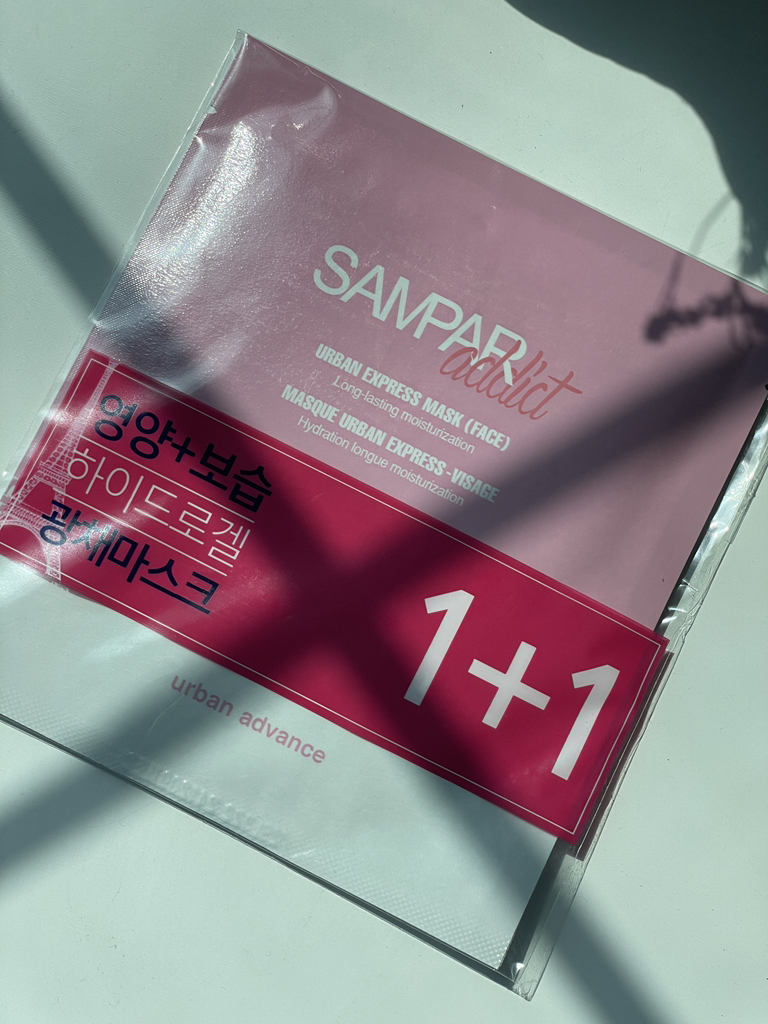 SAMPAR
addict
URBAN EXPRESS MASK (FACE)
Long-lasting moisturization
MASQUE URBAN EXPRESS-VISAGE
Hydration longue moisturization
영양+보습
하이드로겔
광채마스크
1+1
urban advance